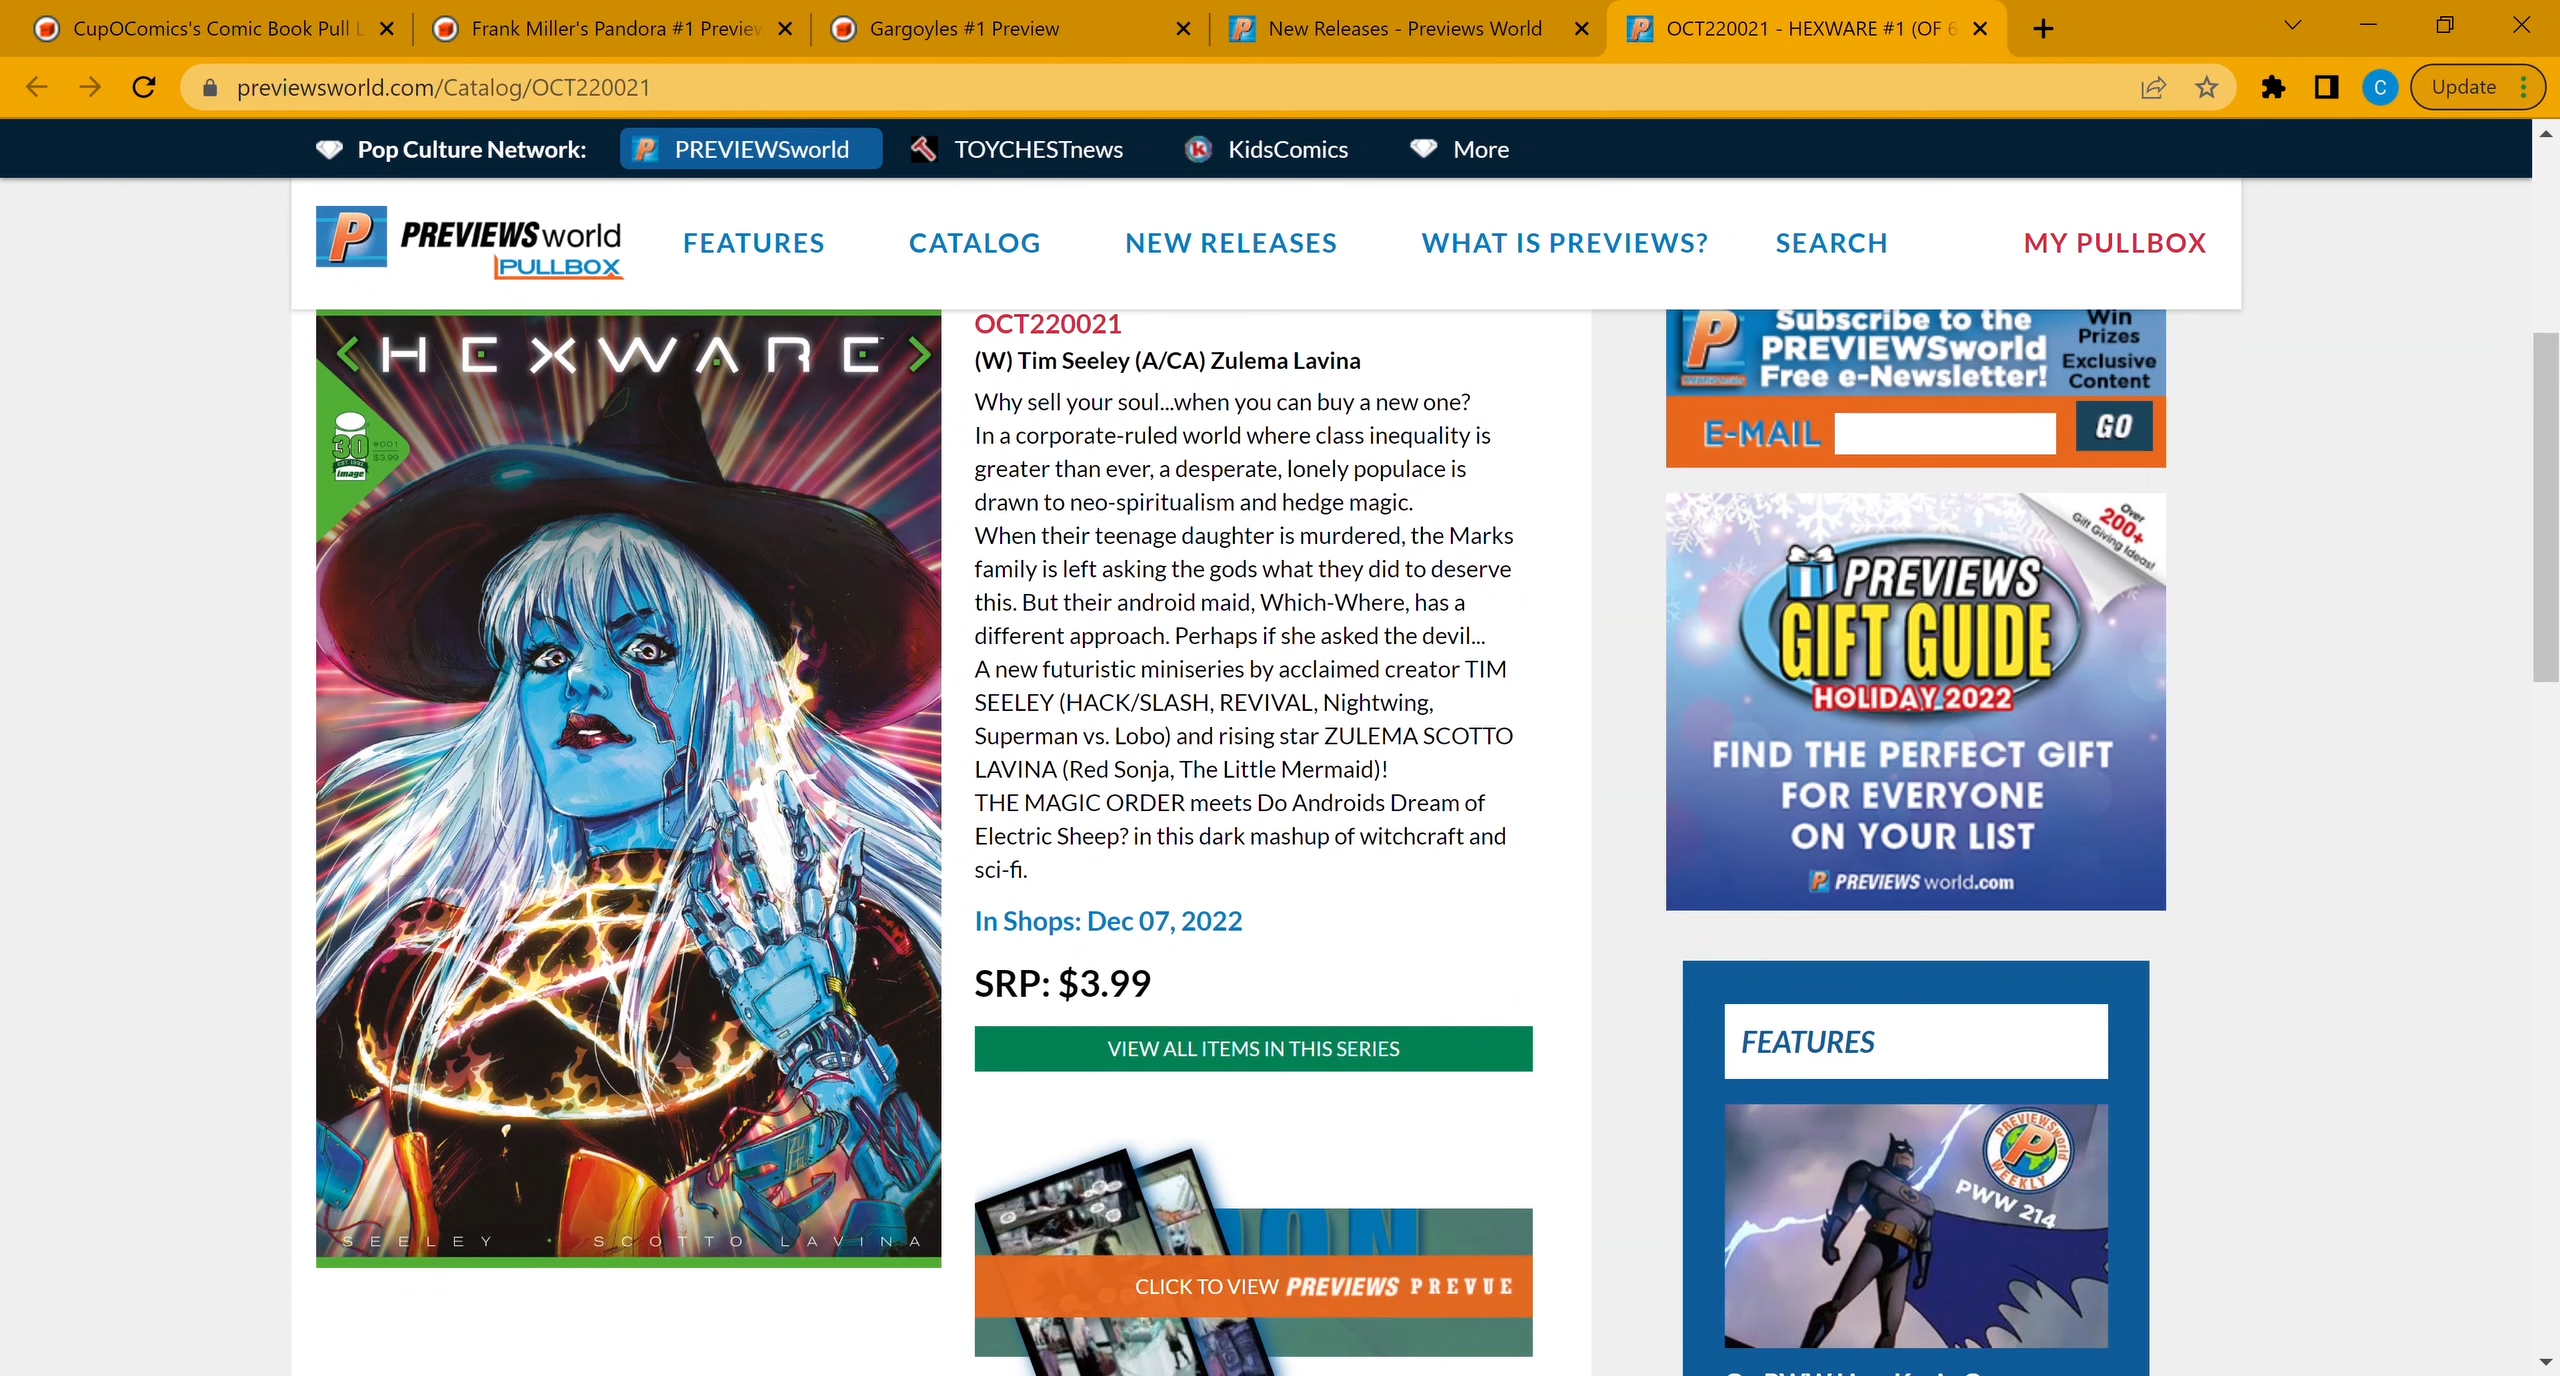 CupOComics's Comic Book Pull L
Frank Miller's Pandora #1 Preview
Gargoyles #1 Preview
New Releases - Previews World
OCT220021 - HEXWARE #1 (OF 6
previewsworld.com/Catalog/OCT220021
C
Update
Pop Culture Network:
PREVIEWSworld
TOYCHESTnews
KidsComics
More
P PREVIEWSworld
PULLBOX
FEATURES
CATALOG
NEW RELEASES
WHAT IS PREVIEWS?
SEARCH
MY PULLBOX
<HEXWARE>
30
#001
$3.99
image
SEELEY · SCOTTO LAVINA
OCT220021
(W) Tim Seeley (A/CA) Zulema Lavina
Why sell your soul...when you can buy a new one?
In a corporate-ruled world where class inequality is
greater than ever, a desperate, lonely populace is
drawn to neo-spiritualism and hedge magic.
When their teenage daughter is murdered, the Marks
family is left asking the gods what they did to deserve
this. But their android maid, Which-Where, has a
different approach. Perhaps if she asked the devil...
A new futuristic miniseries by acclaimed creator TIM
SEELEY (HACK/SLASH, REVIVAL, Nightwing,
Superman vs. Lobo) and rising star ZULEMA SCOTTO
LAVINA (Red Sonja, The Little Mermaid)!
THE MAGIC ORDER meets Do Androids Dream of
Electric Sheep? in this dark mashup of witchcraft and
sci-fi.
In Shops: Dec 07, 2022
SRP: $3.99
VIEW ALL ITEMS IN THIS SERIES
CLICK TO VIEW PREVIEWS PREVUE
Subscribe to the
PREVIEWSworld
Free e-Newsletter!
Win
Prizes
Exclusive
Content
E-MAIL
GO
Over
200+
Gift Giving Ideas!
PREVIEWS
GIFT GUIDE
HOLIDAY 2022
FIND THE PERFECT GIFT
FOR EVERYONE
ON YOUR LIST
PREVIEWS world.com
FEATURES
PREVIEWSworld
WEEKLY
PWW 214